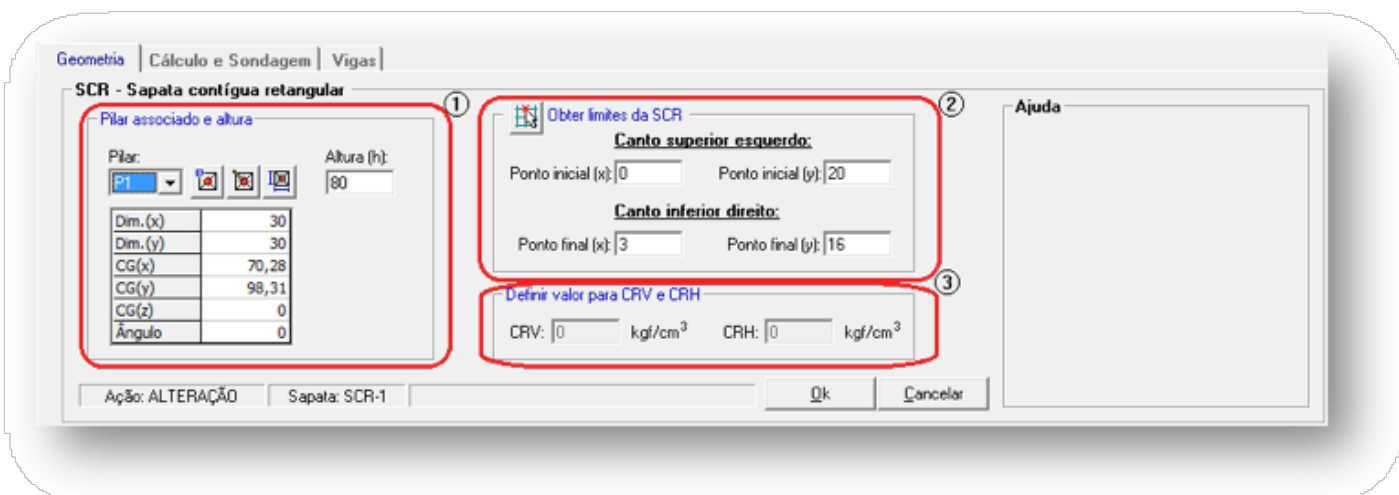 Geometria Cálculo e Sondagem Vigas
SCR - Sapata contígua retangular
1
Pilar associado e altura
Pilar: Altura (h):
P1 80
Dim.(x) 30
Dim.(y) 30
CG(x) 70,28
CG(y) 98,31
CG(z) 0
Ângulo 0
2
Obter limites da SCR
Canto superior esquerdo:
Ponto inicial (x): 0 Ponto inicial (y): 20
Canto inferior direito:
Ponto final (x): 3 Ponto final (y): 16
3
Definir valor para CRV e CRH
CRV: 0 kgf/cm³ CRH: 0 kgf/cm³
Ajuda
Ação: ALTERAÇÃO Sapata: SCR-1 Ok Cancelar